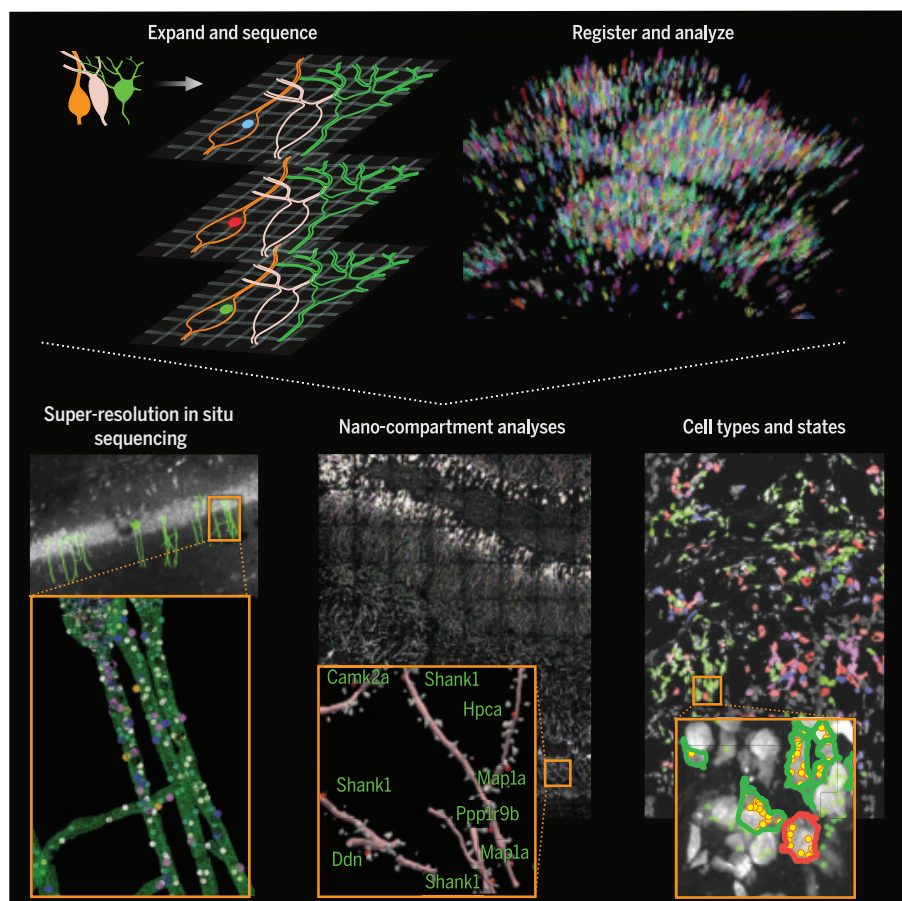 Expand and sequence
Register and analyze
Super-resolution in situ
sequencing
Nano-compartment analyses
Cell types and states
Camk2a
Shank1
Hpca
Shank1
Map1a
Ppp1r9b
Ddn
Map1a
Shank1